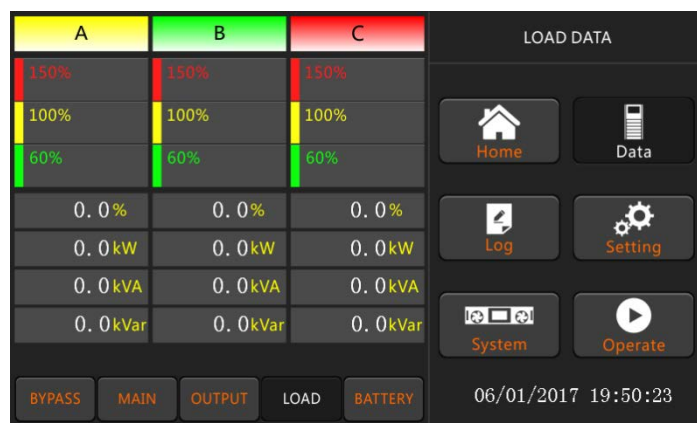 A B C
150% 150% 150%
100% 100% 100%
60% 60% 60%
0.0% 0.0% 0.0%
0.0kW 0.0kW 0.0kW
0.0kVA 0.0kVA 0.0kVA
0.0kVar 0.0kVar 0.0kVar
BYPASS MAIN OUTPUT LOAD BATTERY
LOAD DATA
Home Data
Log Setting
System Operate
06/01/2017 19:50:23